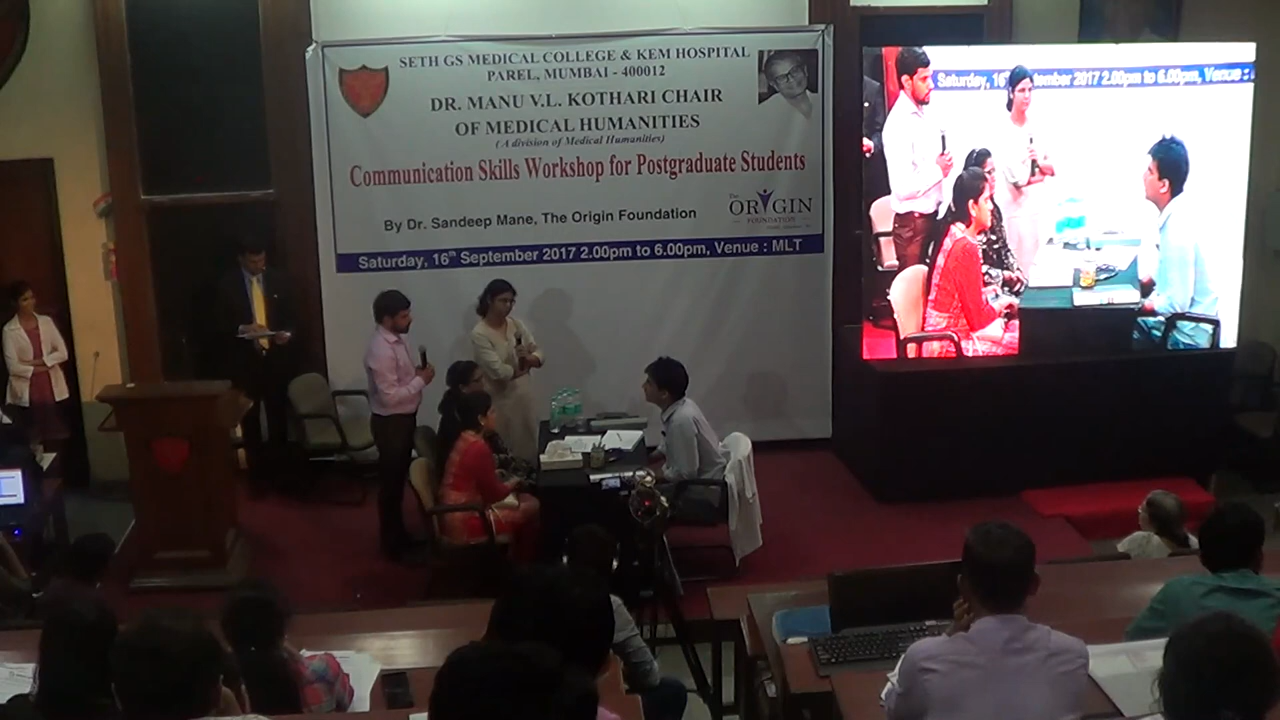 SETH GS MEDICAL COLLEGE & KEM HOSPITAL
PAREL, MUMBAI - 400012
DR. MANU V.L. KOTHARI CHAIR
OF MEDICAL HUMANITIES
(A division of Medical Humanities)
Communication Skills Workshop for Postgraduate Students
By Dr. Sandeep Mane, The Origin Foundation
The
ORIGIN
FOUNDATION
Saturday, 16th September 2017 2.00pm to 6.00pm, Venue : MLT
Saturday, 16 September 2017 2.00pm to 6.00pm, Venue :